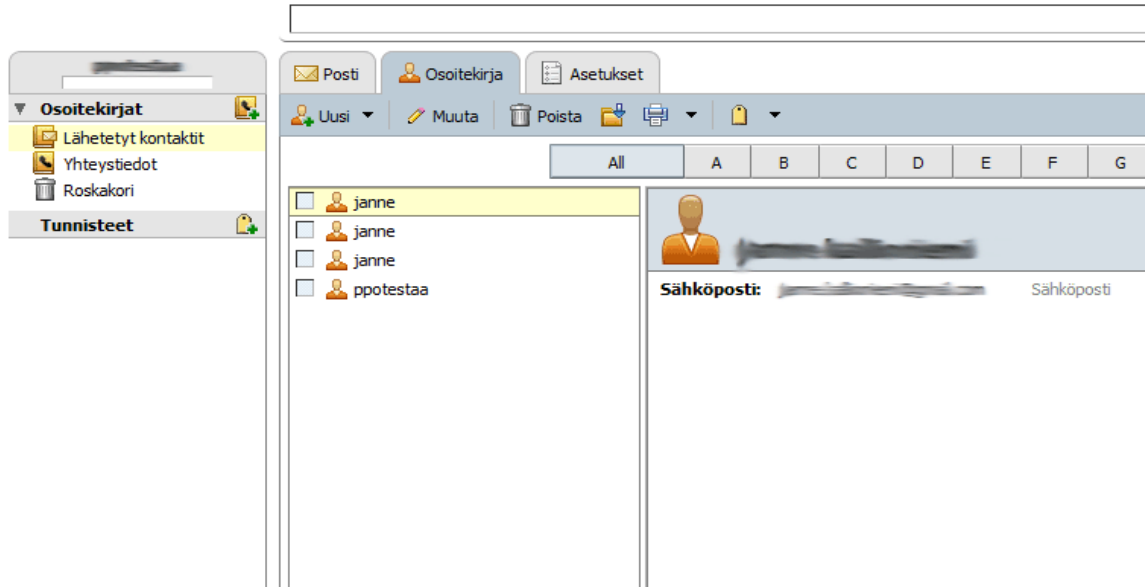 Posti Osoitekirja Asetukset
Osoitekirjat
Uusi Muuta Poista
Lähetetyt kontaktit
Yhteystiedot
Roskakori
Tunnisteet
All A B C D E F G
janne
janne
janne
ppotestaa
Sähköposti: Sähköposti